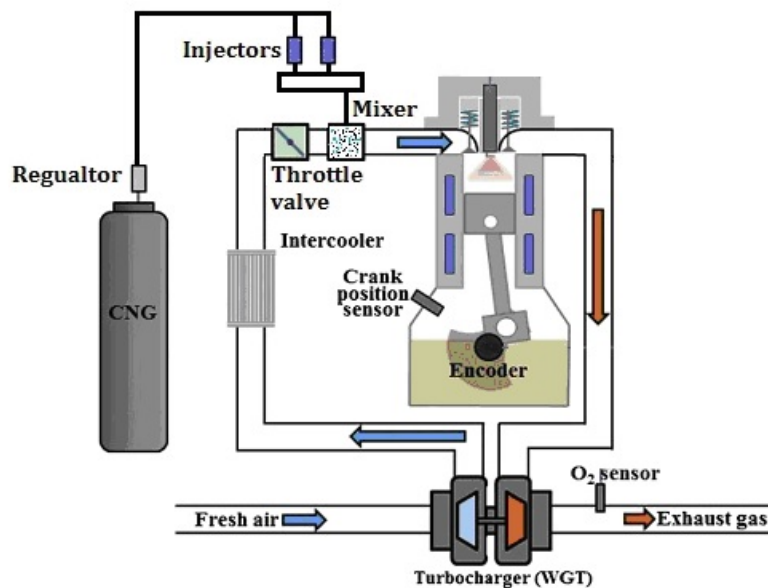 Injectors
Mixer
Regualtor
Throttle
valve
Intercooler
Crank
position
sensor
CNG
Encoder
O₂ sensor
Fresh air
Exhaust gas
Turbocharger (WGT)